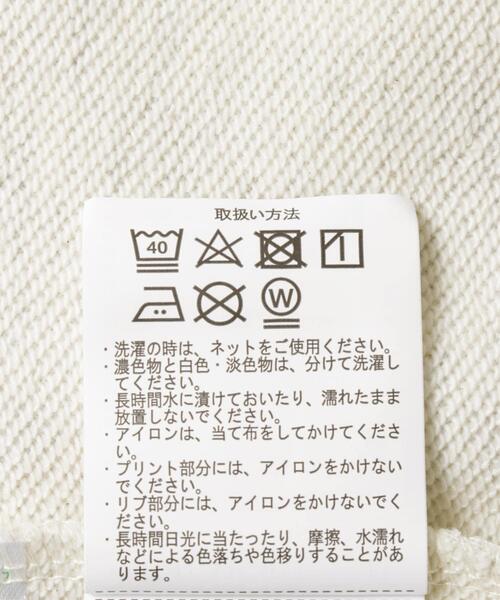 取扱い方法
40
W
・洗濯の時は、ネットをご使用ください。
・濃色物と白色・淡色物は、分けて洗濯し
てください。
・長時間水に漬けておいたり、濡れたまま
放置しないでください。
・アイロンは、当て布をしてかけてくださ
い。
・プリント部分には、アイロンをかけない
でください。
・リブ部分には、アイロンをかけないでく
ださい。
・長時間日光に当たったり、摩擦、水濡れ
などによる色落ちや色移りすることがあ
ります。